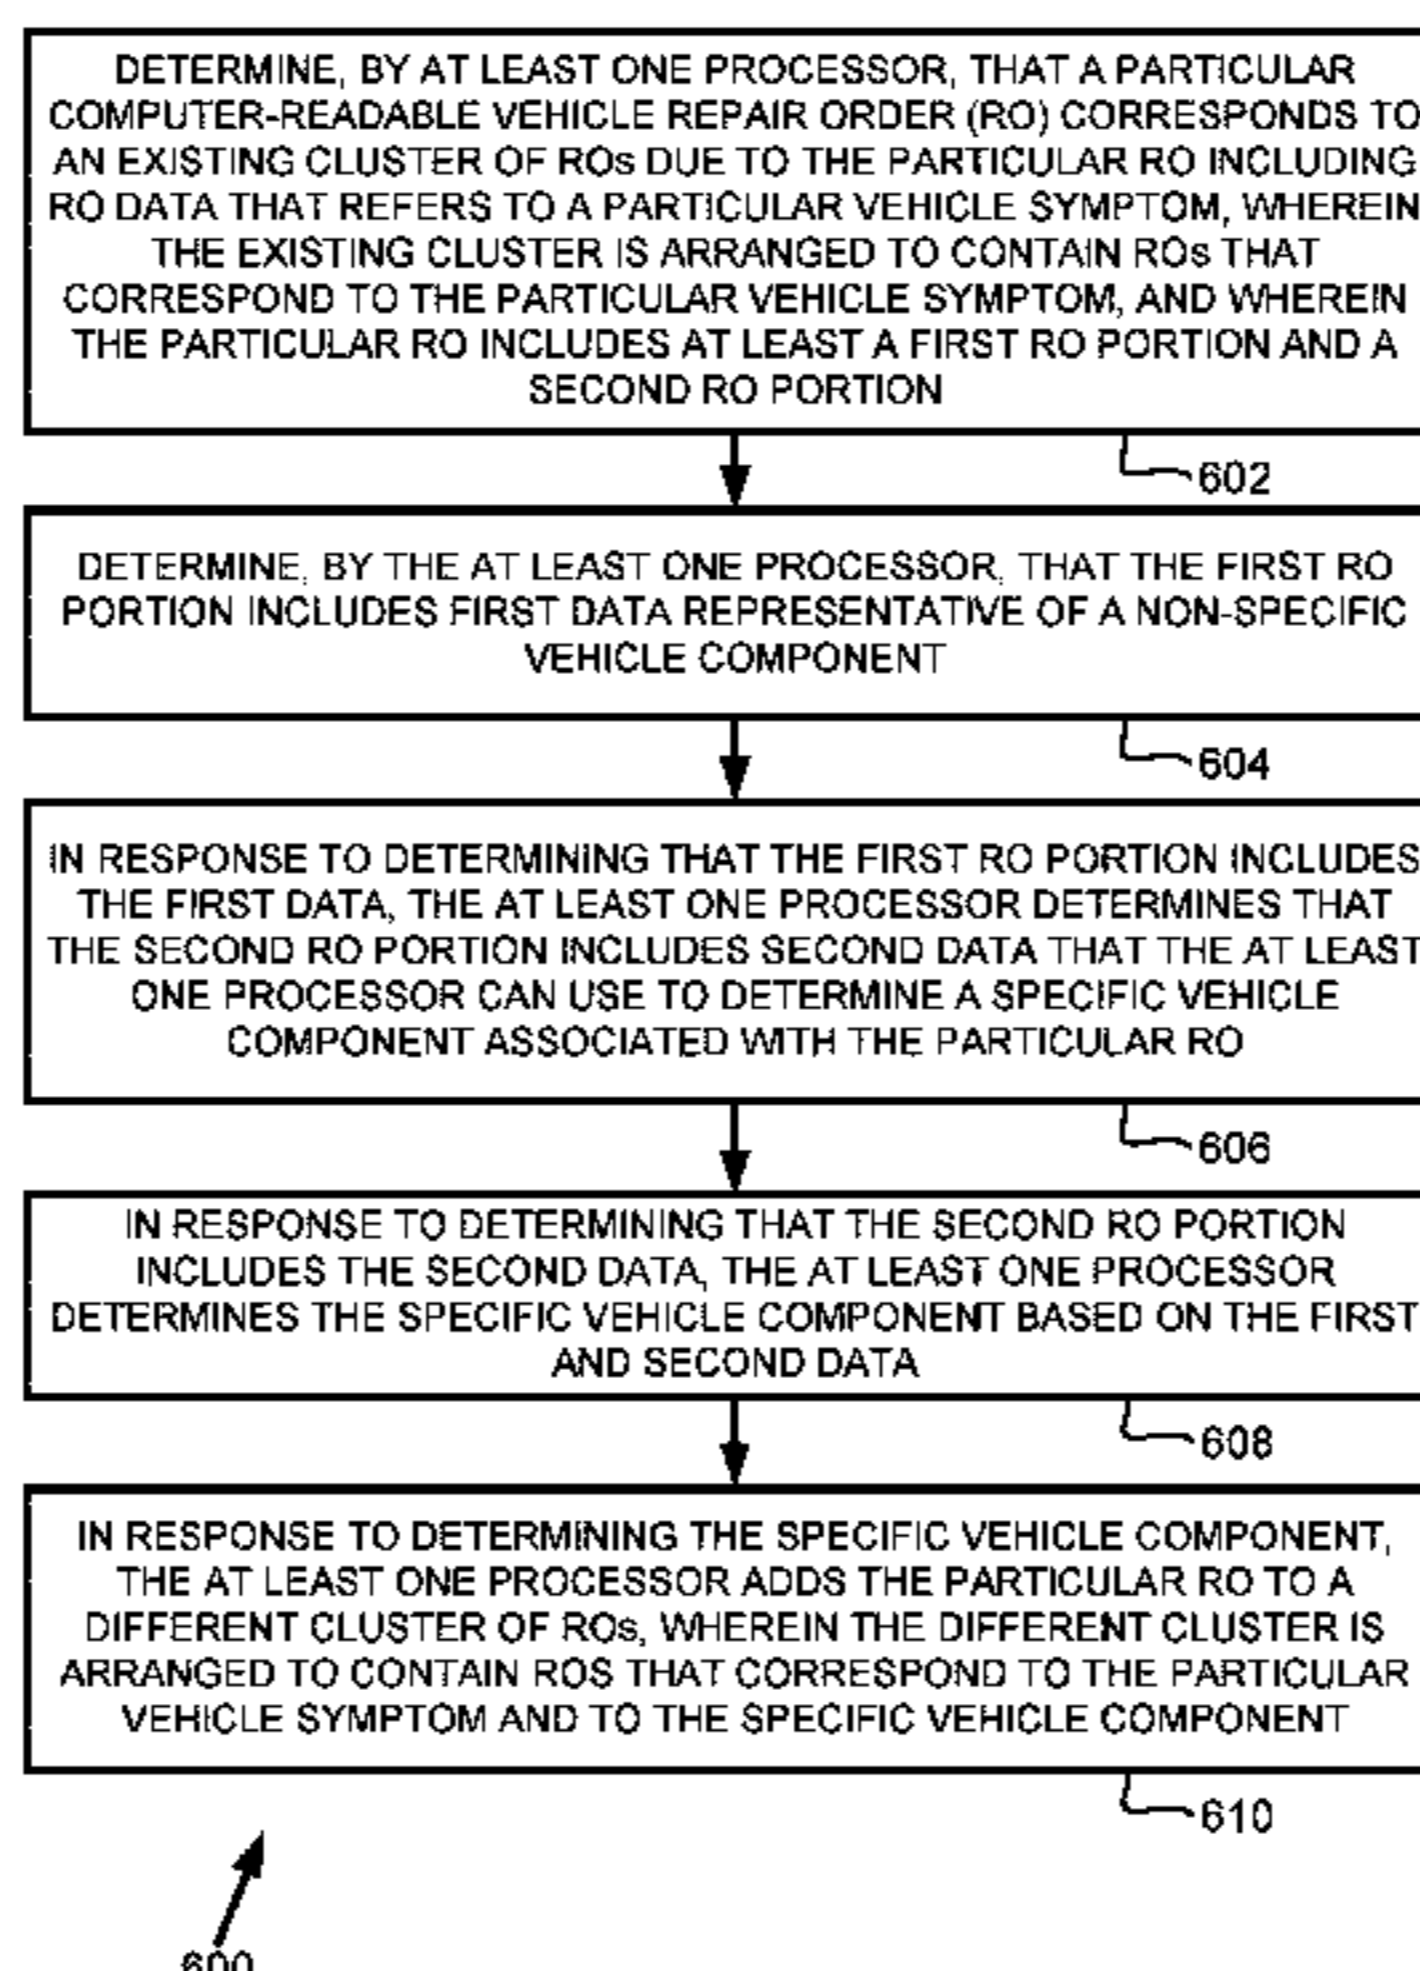 DETERMINE, BY AT LEAST ONE PROCESSOR, THAT A PARTICULAR
COMPUTER-READABLE VEHICLE REPAIR ORDER (RO) CORRESPONDS TO
AN EXISTING CLUSTER OF ROs DUE TO THE PARTICULAR RO INCLUDING
RO DATA THAT REFERS TO A PARTICULAR VEHICLE SYMPTOM, WHEREIN
THE EXISTING CLUSTER IS ARRANGED TO CONTAIN ROs THAT
CORRESPOND TO THE PARTICULAR VEHICLE SYMPTOM, AND WHEREIN
THE PARTICULAR RO INCLUDES AT LEAST A FIRST RO PORTION AND A
SECOND RO PORTION
602
DETERMINE, BY THE AT LEAST ONE PROCESSOR, THAT THE FIRST RO
PORTION INCLUDES FIRST DATA REPRESENTATIVE OF A NON-SPECIFIC
VEHICLE COMPONENT
604
IN RESPONSE TO DETERMINING THAT THE FIRST RO PORTION INCLUDES
THE FIRST DATA, THE AT LEAST ONE PROCESSOR DETERMINES THAT
THE SECOND RO PORTION INCLUDES SECOND DATA THAT THE AT LEAST
ONE PROCESSOR CAN USE TO DETERMINE A SPECIFIC VEHICLE
COMPONENT ASSOCIATED WITH THE PARTICULAR RO
606
IN RESPONSE TO DETERMINING THAT THE SECOND RO PORTION
INCLUDES THE SECOND DATA, THE AT LEAST ONE PROCESSOR
DETERMINES THE SPECIFIC VEHICLE COMPONENT BASED ON THE FIRST
AND SECOND DATA
608
IN RESPONSE TO DETERMINING THE SPECIFIC VEHICLE COMPONENT,
THE AT LEAST ONE PROCESSOR ADDS THE PARTICULAR RO TO A
DIFFERENT CLUSTER OF ROs, WHEREIN THE DIFFERENT CLUSTER IS
ARRANGED TO CONTAIN ROS THAT CORRESPOND TO THE PARTICULAR
VEHICLE SYMPTOM AND TO THE SPECIFIC VEHICLE COMPONENT
610
600